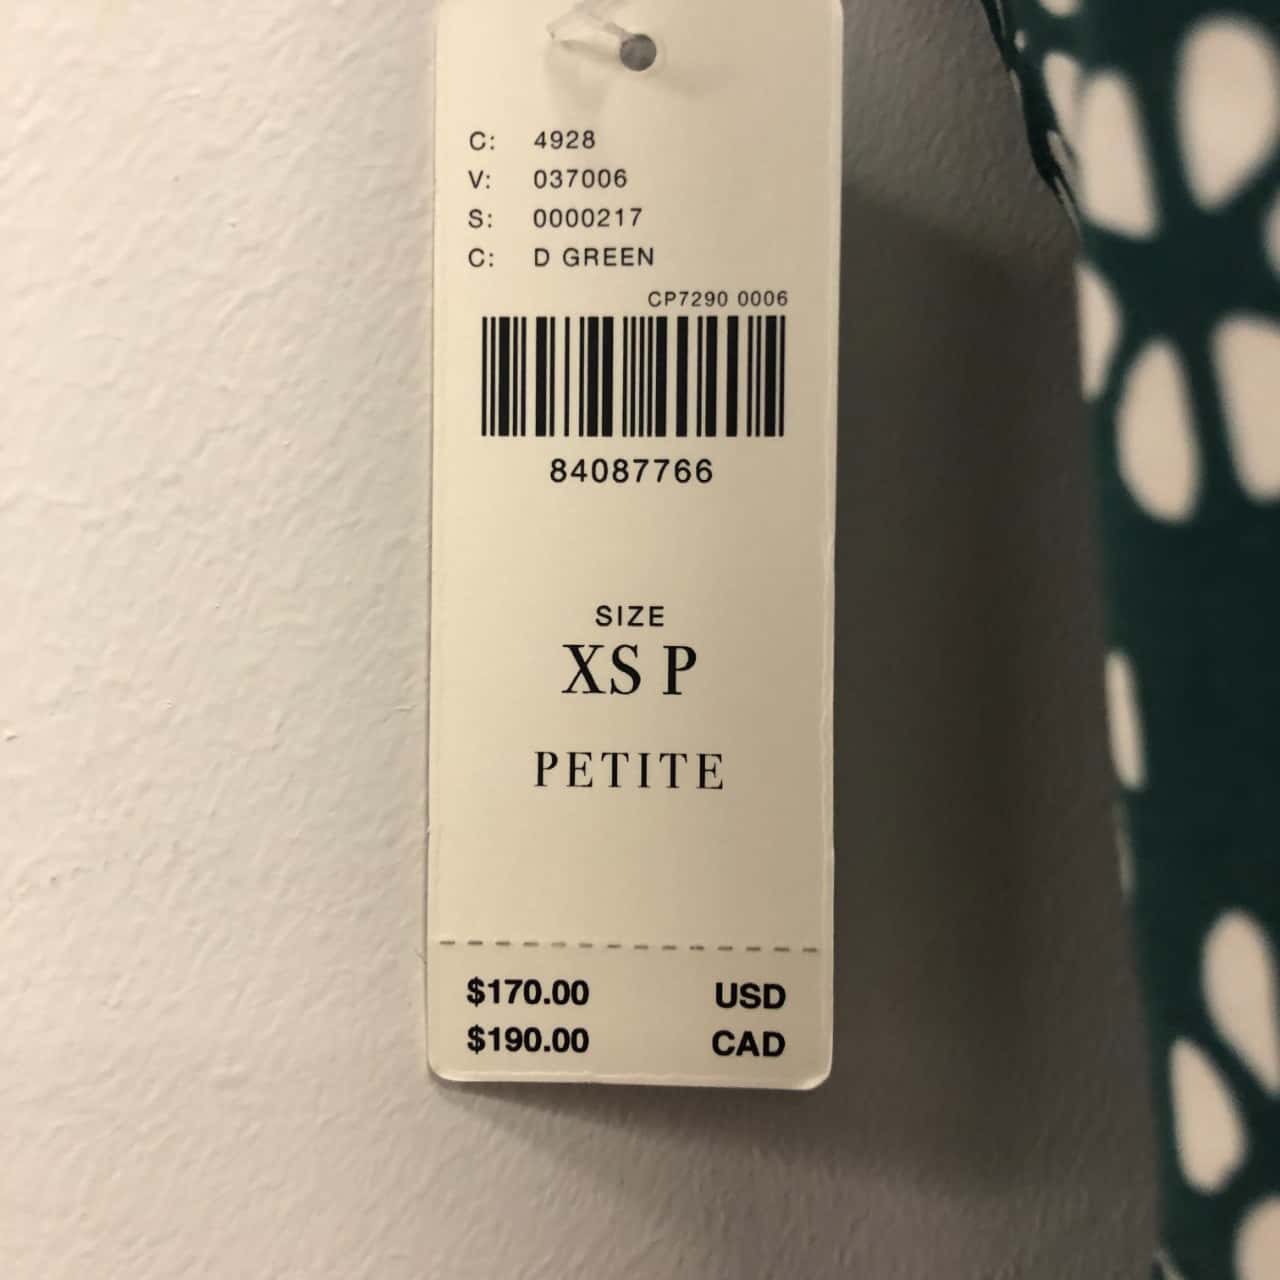 C: 4928
V: 037006
S: 0000217
C: D GREEN
CP7290 0006
84087766
SIZE
XS P
PETITE
$170.00 USD
$190.00 CAD